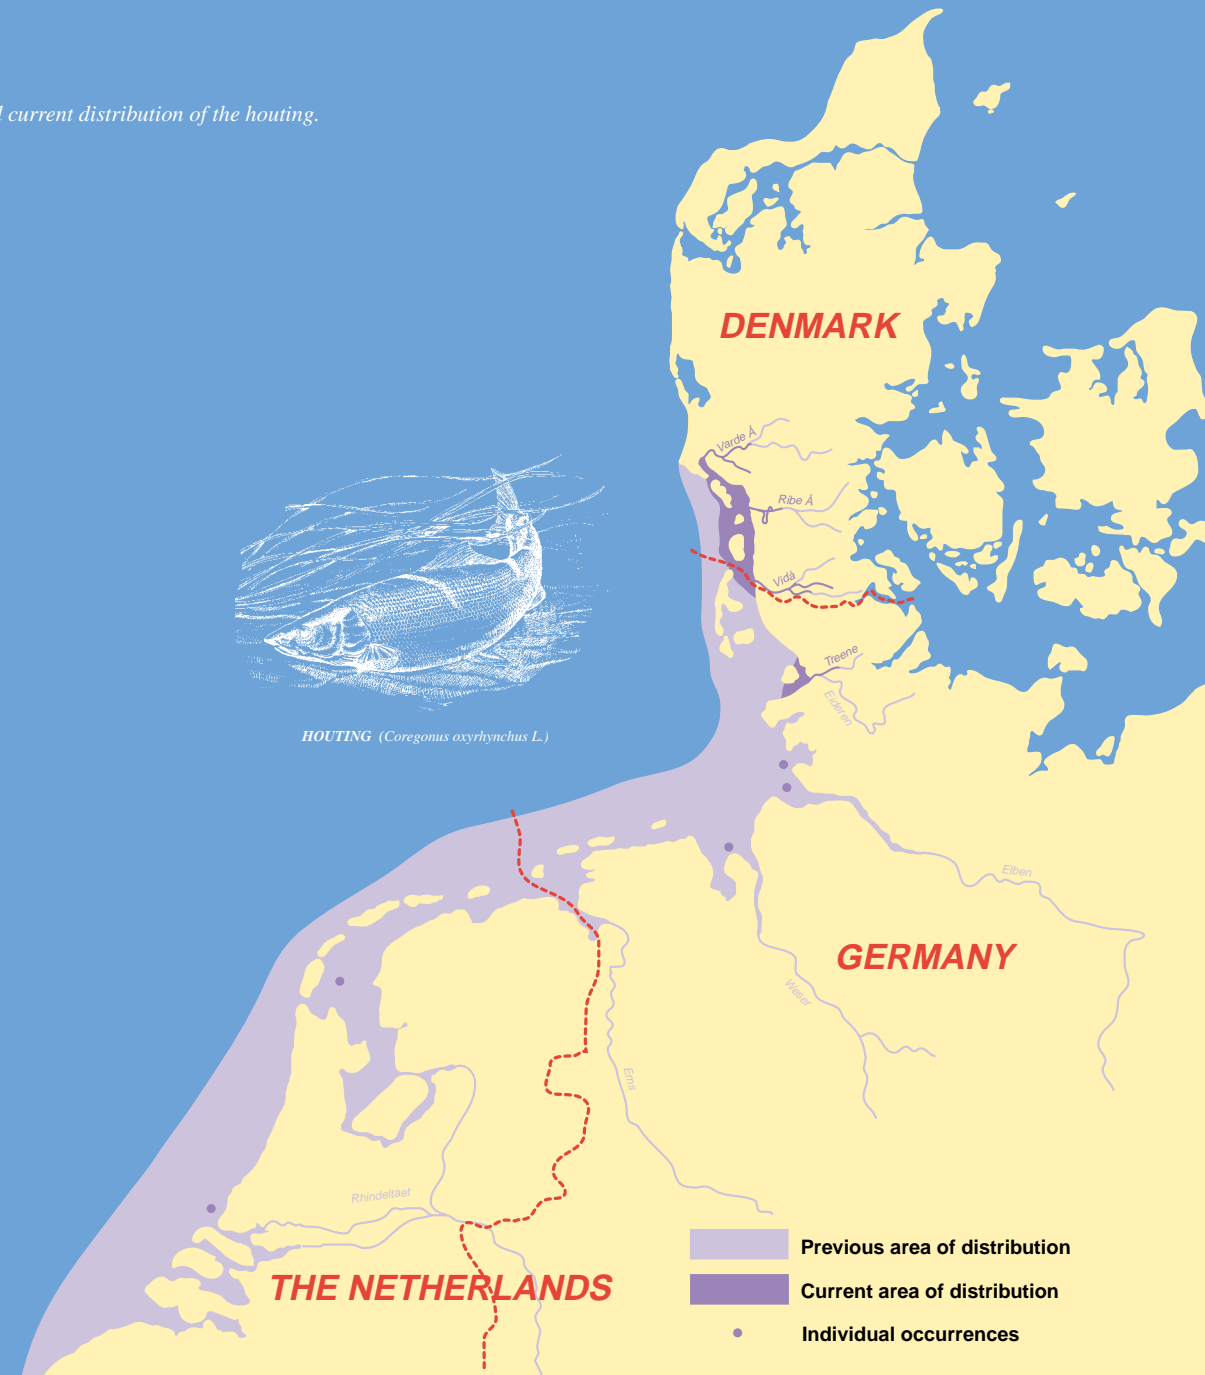 current distribution of the houting.
DENMARK
Varde Å
Ribe Å
Vidå
Treene
Eideren
HOUTING (Coregonus oxyrhynchus L.)
Elben
GERMANY
Weser
Ems
Rhindeltaet
THE NETHERLANDS
Previous area of distribution
Current area of distribution
Individual occurrences